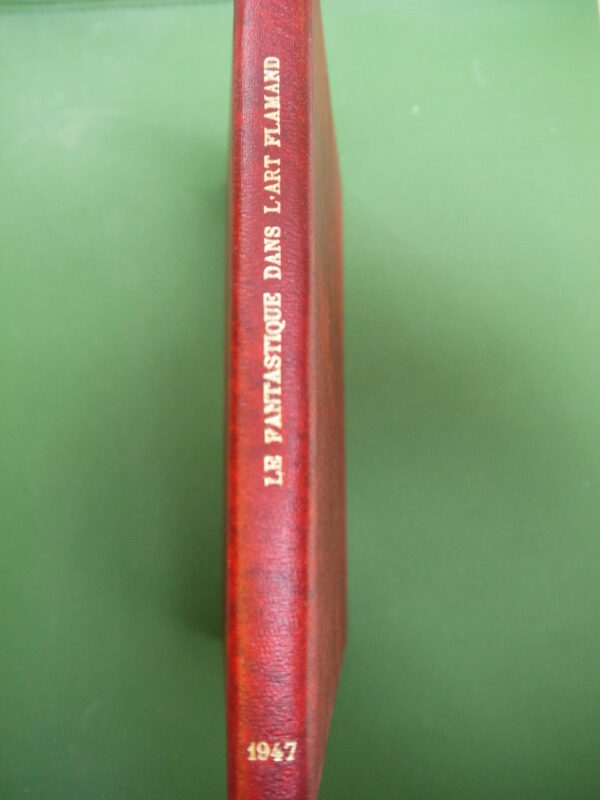 LE FANTASTIQUE DANS L'ART FLAMAND
1947